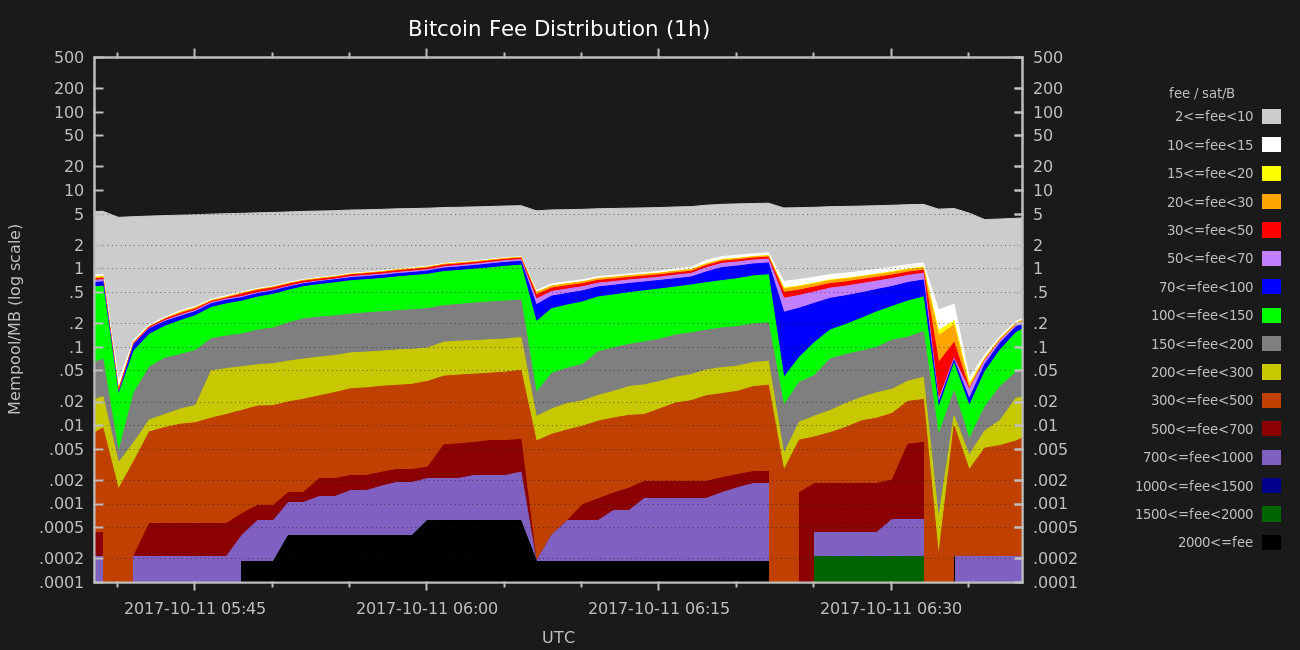 Bitcoin Fee Distribution (1h)
500 500
200 200
100 100
50 50
20 20
10 10
5 5
2 2
1 1
.5 .5
.2 .2
.1 .1
.05 .05
.02 .02
.01 .01
.005 .005
.002 .002
.001 .001
.0005 .0005
.0002 .0002
.0001 .0001
Mempool/MB (log scale)
2017-10-11 05:45 2017-10-11 06:00 2017-10-11 06:15 2017-10-11 06:30
UTC
fee / sat/B
2<=fee<10
10<=fee<15
15<=fee<20
20<=fee<30
30<=fee<50
50<=fee<70
70<=fee<100
100<=fee<150
150<=fee<200
200<=fee<300
300<=fee<500
500<=fee<700
700<=fee<1000
1000<=fee<1500
1500<=fee<2000
2000<=fee